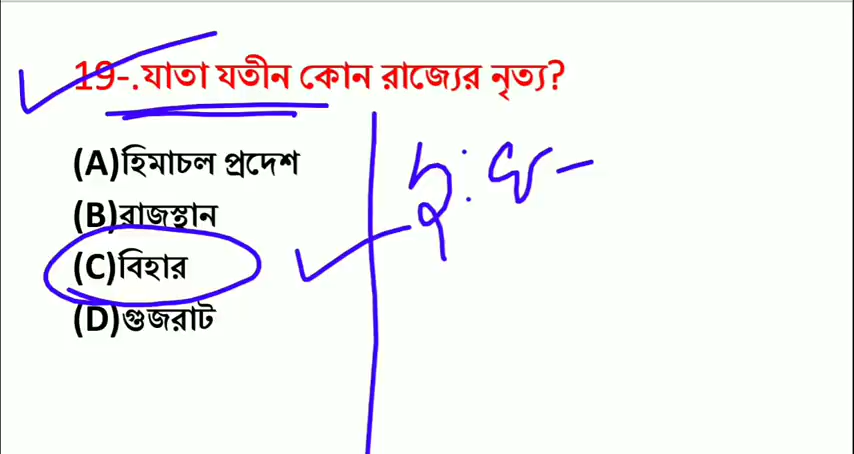 19-.যাতা যতীন কোন রাজ্যের নৃত্য?
(A)হিমাচল প্রদেশ
(B)রাজস্থান
(C)বিহার
(D)গুজরাট